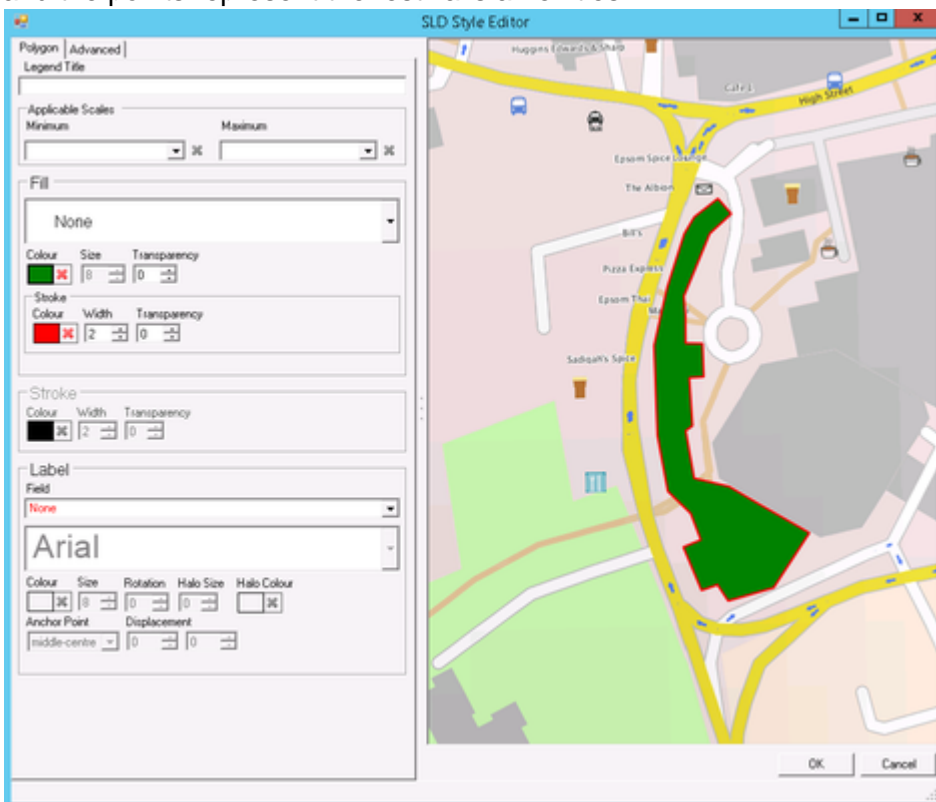 SLD Style Editor
Polygon
Advanced
Legend Title
Applicable Scales
Minimum
Maximum
Fill
None
Colour Size Transparency
8 0
Stroke
Colour Width Transparency
2 0
Stroke
Colour Width Transparency
2 0
Label
Field
None
Arial
Colour Size Rotation Halo Size Halo Colour
8 0 0
Anchor Point Displacement
middle-centre 0 0
Huggins Edwards & Sharp
Cafe L
High Street
Epsom Spice Lounge
The Albion
Bill's
Pizza Express
Epsom Thai
Ma
Sadiqah's Spice
OK Cancel